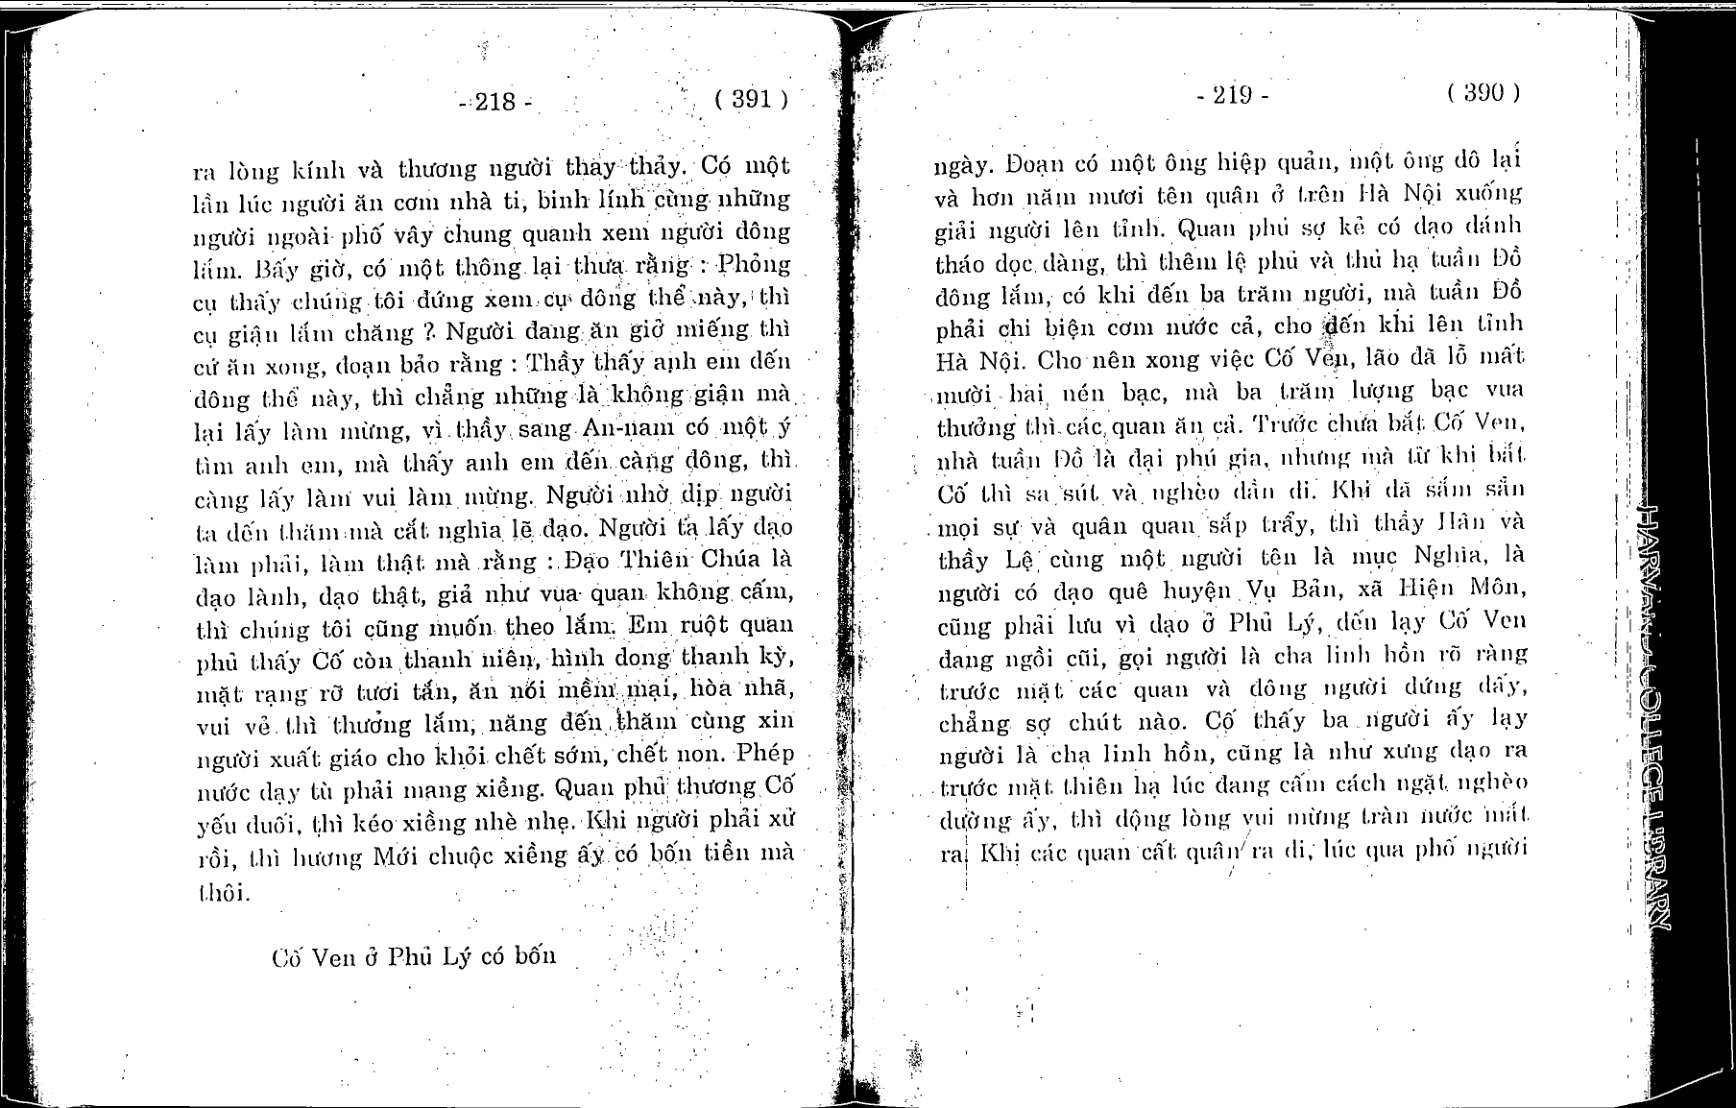 - 218 - ( 391 )
ra lòng kính và thương người thay thảy. Có một
lần lúc người ăn cơm nhà ti, binh lính cùng những
người ngoài phố vây chung quanh xem người đông
lắm. Bấy giờ, có một thông lại thưa rằng : Phỏng
cụ thấy chúng tôi đứng xem cụ đông thể này, thì
cụ giận lắm chăng ? Người đang ăn giở miếng thì
cứ ăn xong, đoạn bảo rằng : Thầy thấy anh em đến
đông thể này, thì chẳng những là không giận mà
lại lấy làm mừng, vì thầy sang An-nam có một ý
tìm anh em, mà thấy anh em đến càng đông, thì
càng lấy làm vui làm mừng. Người nhờ dịp người
ta đến thăm mà cắt nghĩa lẽ đạo. Người ta lấy đạo
làm phải, làm thật mà rằng : Đạo Thiên Chúa là
đạo lành, đạo thật, giả như vua quan không cấm,
thì chúng tôi cũng muốn theo lắm. Em ruột quan
phủ thấy Cố còn thanh niên, hình dong thanh kỳ,
mặt rạng rỡ tươi tắn, ăn nói mềm mại, hòa nhã,
vui vẻ thì thưởng lắm, năng đến thăm cùng xin
người xuất giáo cho khỏi chết sớm, chết non. Phép
nước dạy tù phải mang xiềng. Quan phủ thương Cố
yếu đuối, thì kéo xiềng nhè nhẹ. Khi người phải xử
rồi, thì hương Mới chuộc xiềng ấy có bốn tiền mà
thôi.
Cố Ven ở Phủ Lý có bốn
- 219 - ( 390 )
ngày. Đoạn có một ông hiệp quản, một ông đô lại
và hơn năm mươi tên quân ở trên Hà Nội xuống
giải người lên tỉnh. Quan phủ sợ kẻ có đạo đánh
tháo dọc đàng, thì thêm lệ phủ và thủ hạ tuần Đồ
đông lắm, có khi đến ba trăm người, mà tuần Đồ
phải chi biện cơm nước cả, cho đến khi lên tỉnh
Hà Nội. Cho nên xong việc Cố Ven, lão đã lỗ mất
mười hai nén bạc, mà ba trăm lượng bạc vua
thưởng thì các quan ăn cả. Trước chưa bắt Cố Ven,
nhà tuần Đồ là đại phú gia, nhưng mà từ khi bắt
Cố thì sa sút và nghèo dần đi. Khi đã sắm sẵn
mọi sự và quân quan sắp trẩy, thì thầy Hân và
thầy Lệ cùng một người tên là mục Nghĩa, là
người có đạo quê huyện Vụ Bản, xã Hiện Môn,
cũng phải lưu vì đạo ở Phủ Lý, đến lạy Cố Ven
đang ngồi cũi, gọi người là cha linh hồn rõ ràng
trước mặt các quan và đông người đứng đấy,
chẳng sợ chút nào. Cố thấy ba người ấy lạy
người là cha linh hồn, cũng là như xưng đạo ra
trước mặt thiên hạ lúc đang cấm cách ngặt nghèo
dường ấy, thì động lòng vui mừng tràn nước mắt
ra. Khi các quan cất quân ra đi, lúc qua phố người
HARVARD COLLEGE LIBRARY